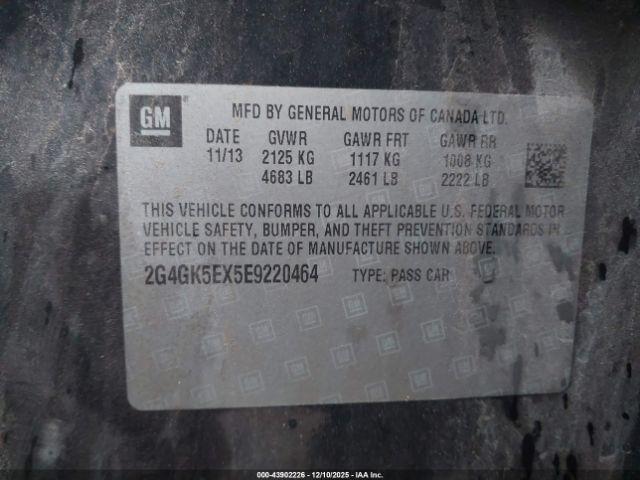 GM
MFD BY GENERAL MOTORS OF CANADA LTD.
DATE GVWR GAWR FRT GAWR RR
11/13 2125 KG 1117 KG 1008 KG
4683 LB 2461 LB 2222 LB
THIS VEHICLE CONFORMS TO ALL APPLICABLE U.S. FEDERAL MOTOR
VEHICLE SAFETY, BUMPER, AND THEFT PREVENTION STANDARDS IN
EFFECT ON THE DATE OF MANUFACTURE SHOWN ABOVE.
2G4GK5EX5E9220464 TYPE: PASS CAR
000-43902226 - 12/10/2025 - IAA Inc.